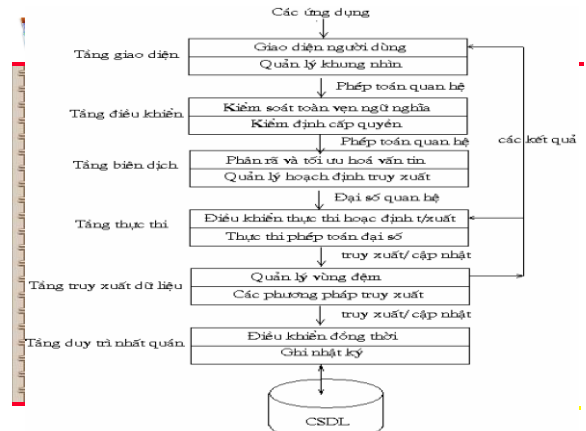 Các ứng dụng
Tầng giao diện
Giao diện người dùng
Quản lý khung nhìn
Phép toán quan hệ
Tầng điều khiển
Kiểm soát toàn vẹn ngữ nghĩa
Kiểm định cấp quyền
Phép toán quan hệ
các kết quả
Tầng biên dịch
Phân rã và tối ưu hoá vấn tin
Quản lý hoạch định truy xuất
Đại số quan hệ
Tầng thực thi
Điều khiển thực thi hoạc định t/xuất
Thực thi phép toán đại số
truy xuất/ cập nhật
Tầng truy xuất dữ liệu
Quản lý vùng đệm
Các phương pháp truy xuất
truy xuất/ cập nhật
Tầng duy trì nhất quán
Điều khiển đồng thời
Ghi nhật ký
CSDL